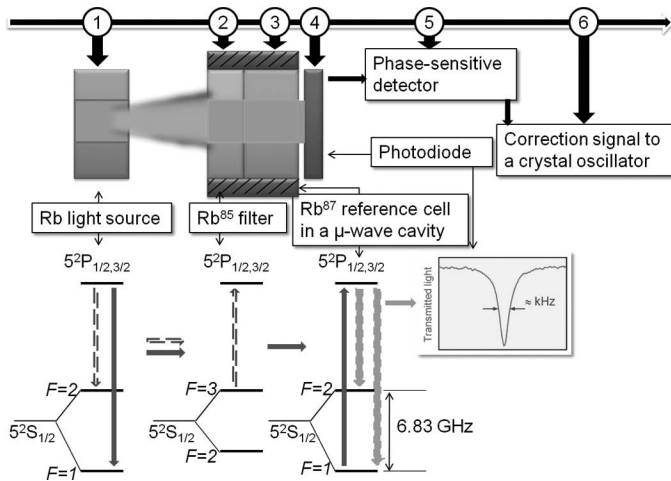 1 2 3 4 5 6
Phase-sensitive
detector
Correction signal to
a crystal oscillator
Photodiode
Rb light source
Rb⁸⁵ filter
Rb⁸⁷ reference cell
in a μ-wave cavity
5²P₁/₂,₃/₂
5²P₁/₂,₃/₂
5²P₁/₂,₃/₂
Transmitted light
≈ kHz
F=2
5²S₁/₂
F=1
F=3
5²S₁/₂
F=2
F=2
5²S₁/₂
F=1
6.83 GHz